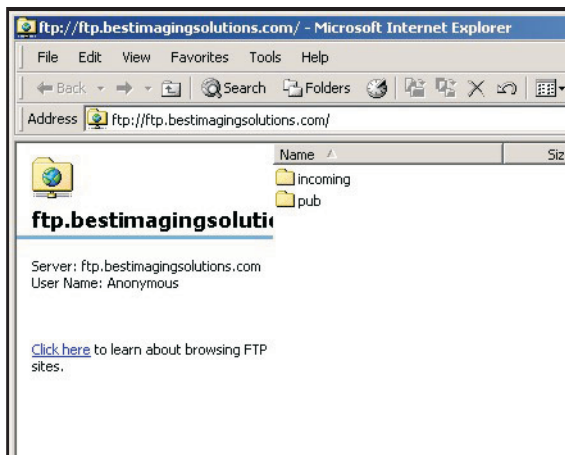 ftp://ftp.bestimagingsolutions.com/ - Microsoft Internet Explorer
File Edit View Favorites Tools Help
Back Search Folders
Address ftp://ftp.bestimagingsolutions.com/
Name Siz
incoming
pub
ftp.bestimagingsoluti
Server: ftp.bestimagingsolutions.com
User Name: Anonymous
Click here to learn about browsing FTP
sites.